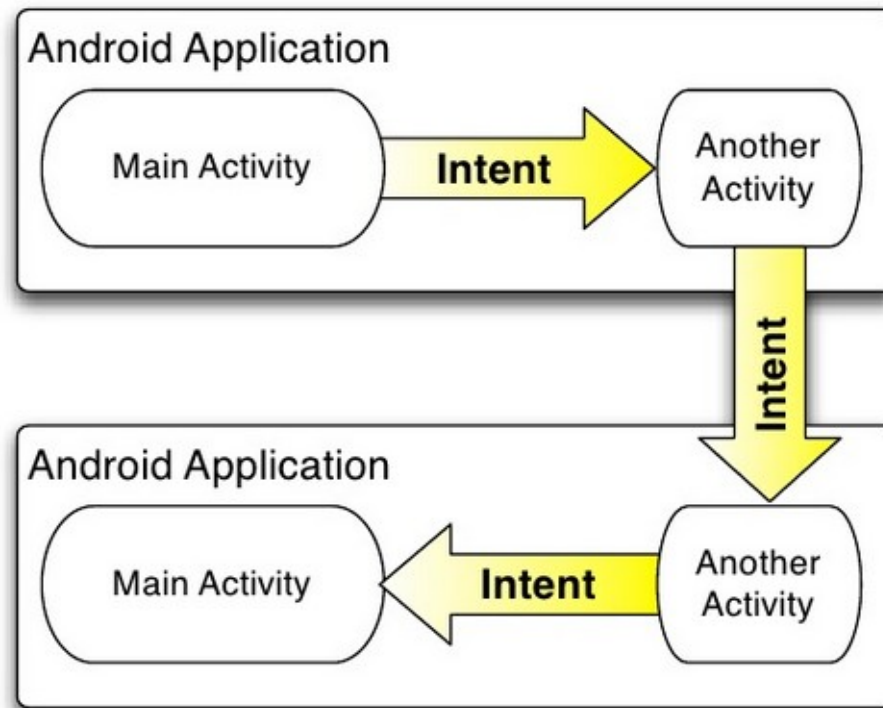 Android Application
Main Activity
Intent
Another
Activity
Intent
Android Application
Main Activity
Intent
Another
Activity